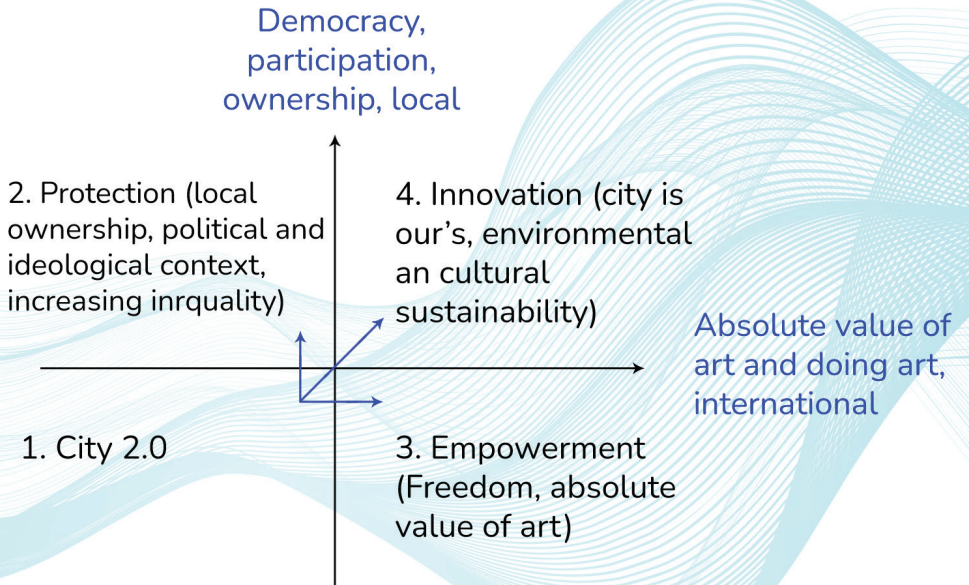 Democracy,
participation,
ownership, local
2. Protection (local
ownership, political and
ideological context,
increasing inrquality)
4. Innovation (city is
our's, environmental
an cultural
sustainability)
Absolute value of
art and doing art,
international
1. City 2.0
3. Empowerment
(Freedom, absolute
value of art)